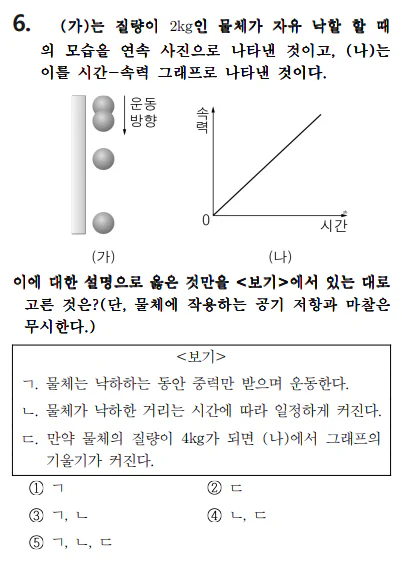 6. (가)는 질량이 2kg인 물체가 자유 낙할 할 때
의 모습을 연속 사진으로 나타낸 것이고, (나)는
이를 시간-속력 그래프로 나타낸 것이다.
운동
방향
속
력
0
시간
(가)
(나)
이에 대한 설명으로 옳은 것만을 <보기>에서 있는 대로
고른 것은?(단, 물체에 작용하는 공기 저항과 마찰은
무시한다.)
<보기>
ㄱ. 물체는 낙하하는 동안 중력만 받으며 운동한다.
ㄴ. 물체가 낙하한 거리는 시간에 따라 일정하게 커진다.
ㄷ. 만약 물체의 질량이 4kg가 되면 (나)에서 그래프의
기울기가 커진다.
① ㄱ ② ㄷ
③ ㄱ, ㄴ ④ ㄴ, ㄷ
⑤ ㄱ, ㄴ, ㄷ